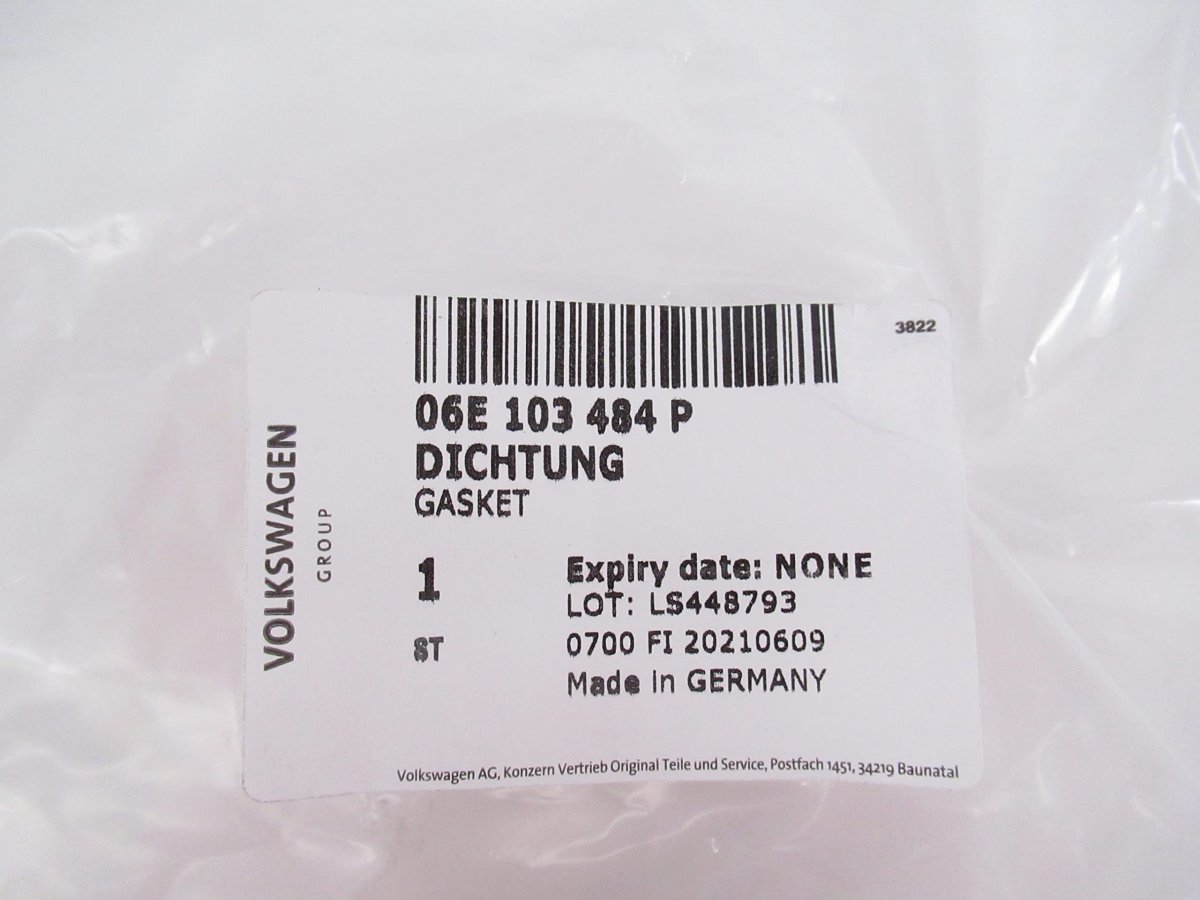 3822
06E 103 484 P
DICHTUNG
GASKET
1
ST
Expiry date: NONE
LOT: LS448793
0700 FI 20210609
Made in GERMANY
VOLKSWAGEN
GROUP
Volkswagen AG, Konzern Vertrieb Original Teile und Service, Postfach 1451, 34219 Baunatal